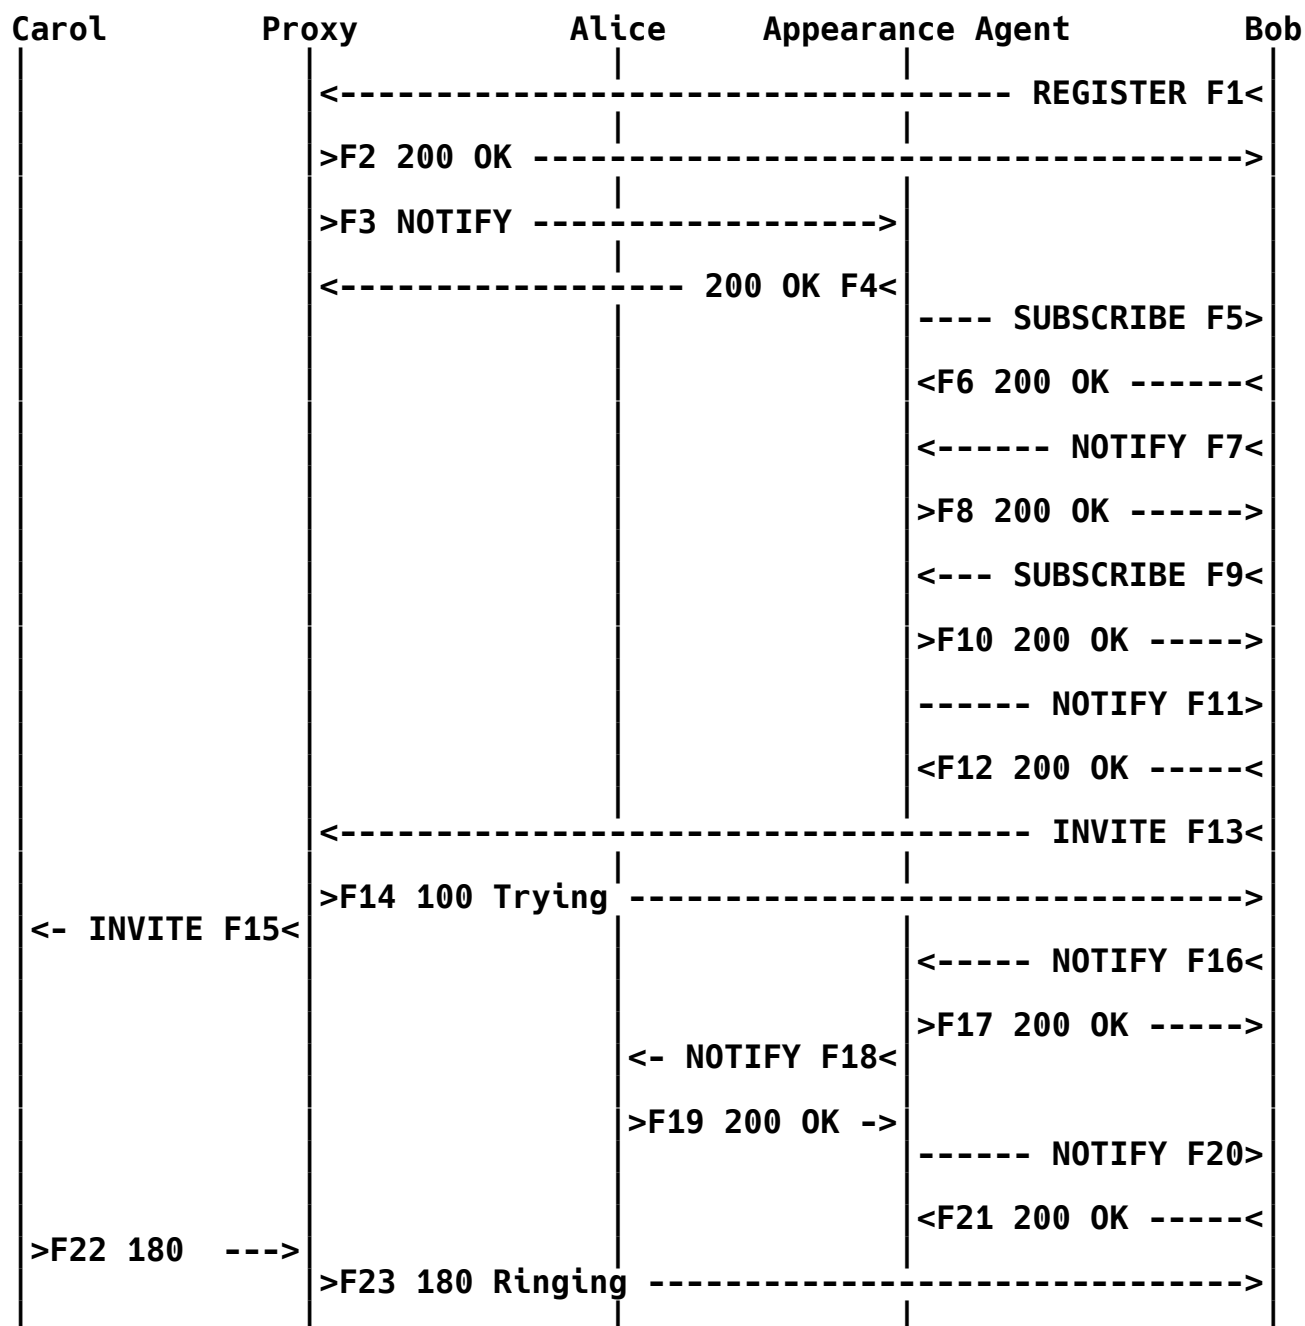 Carol Proxy Alice Appearance Agent Bob
<----------------------------------- REGISTER F1<
>F2 200 OK ------------------------------------->
>F3 NOTIFY ------------------>
<------------------ 200 OK F4<
---- SUBSCRIBE F5>
<F6 200 OK ------<
<------ NOTIFY F7<
>F8 200 OK ------>
<--- SUBSCRIBE F9<
>F10 200 OK ----->
------ NOTIFY F11>
<F12 200 OK -----<
<------------------------------------ INVITE F13<
>F14 100 Trying --------------------------------->
<- INVITE F15<
<----- NOTIFY F16<
>F17 200 OK ----->
<- NOTIFY F18<
>F19 200 OK ->
------ NOTIFY F20>
<F21 200 OK -----<
>F22 180  --->
>F23 180 Ringing -------------------------------->